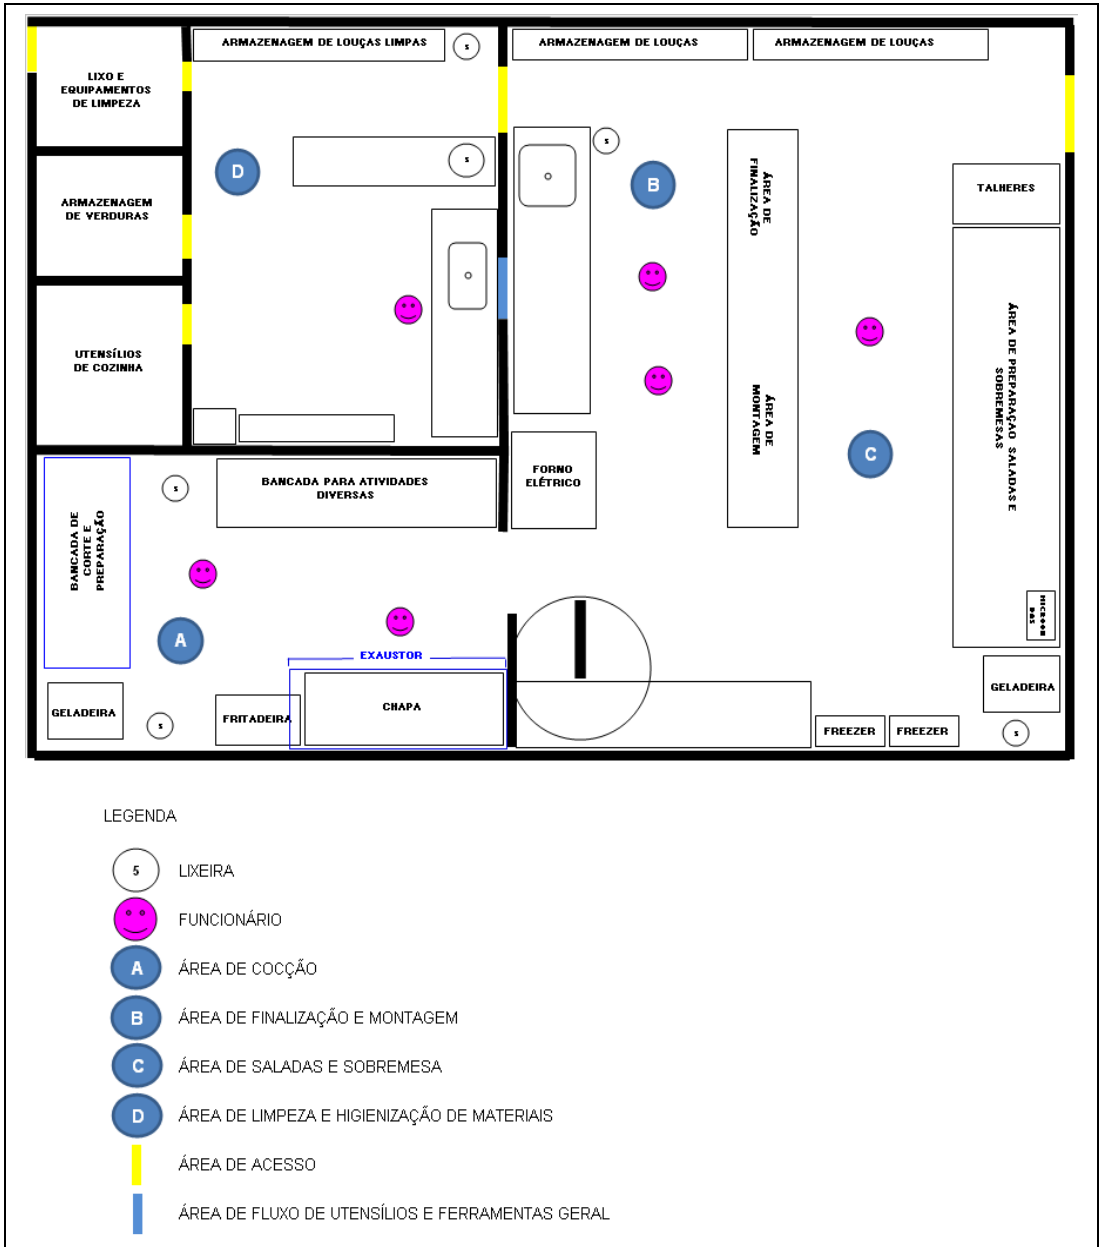 ARMAZENAGEM DE LOUÇAS LIMPAS
S
ARMAZENAGEM DE LOUÇAS
ARMAZENAGEM DE LOUÇAS
LIXO E
EQUIPAMENTOS
DE LIMPEZA
S
S
D
B
ÁREA DE
FINALIZAÇÃO
TALHERES
ARMAZENAGEM
DE VERDURAS
UTENSÍLIOS
DE COZINHA
ÁREA DE
MONTAGEM
ÁREA DE PREPARAÇAO SALADAS E
SOBREMESAS
C
FORNO
ELÉTRICO
BANCADA PARA ATIVIDADES
DIVERSAS
S
BANCADA DE
CORTE E
PREPARAÇÃO
A
MICROON
DAS
EXAUSTOR
GELADEIRA
S
FRITADEIRA
CHAPA
FREEZER
FREEZER
GELADEIRA
S
LEGENDA
S
LIXEIRA
FUNCIONÁRIO
A
ÁREA DE COCÇÃO
B
ÁREA DE FINALIZAÇÃO E MONTAGEM
C
ÁREA DE SALADAS E SOBREMESA
D
ÁREA DE LIMPEZA E HIGIENIZAÇÃO DE MATERIAIS
ÁREA DE ACESSO
ÁREA DE FLUXO DE UTENSÍLIOS E FERRAMENTAS GERAL